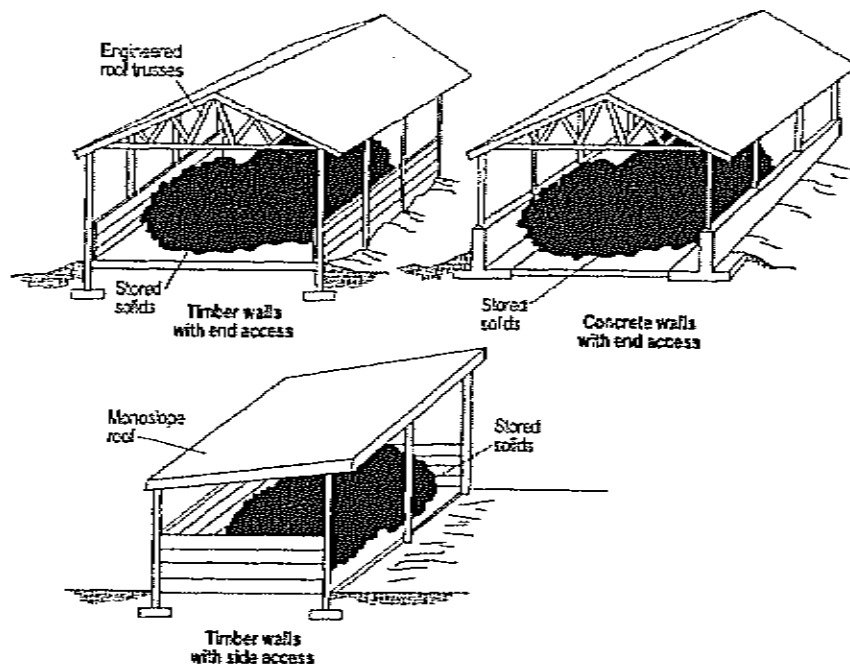 Engineered
roof trusses
Stored
solids
Timber walls
with end access
Stored
solids
Concrete walls
with end access
Monoslope
roof
Stored
solids
Timber walls
with side access